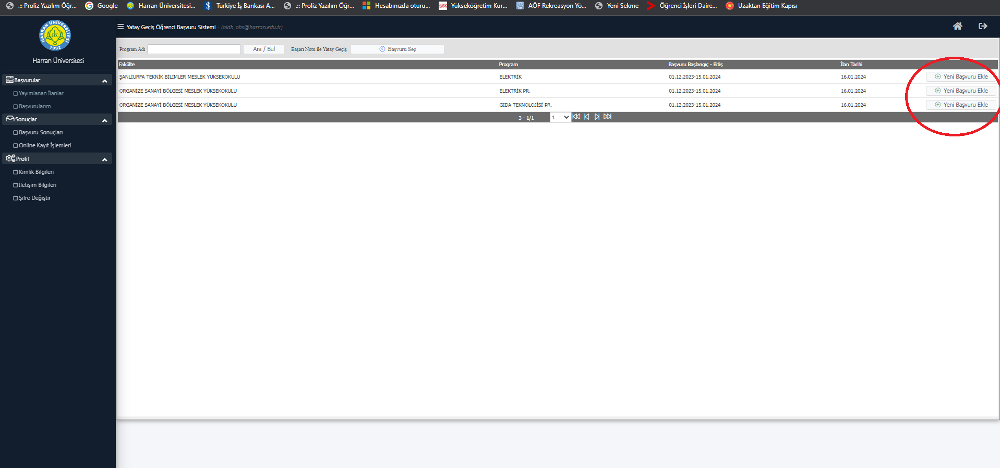 .:: Proliz Yazılım Öğr... Google Harran Üniversitesi... Türkiye İş Bankası A... .:: Proliz Yazılım Öğr... Hesabınızda oturu... Yükseköğretim Kur... AÖF Rekreasyon Yö... Yeni Sekme Öğrenci İşleri Daire... Uzaktan Eğitim Kapısı
HARRAN ÜNİVERSİTESİ
1992
Harran Üniversitesi
Başvurular
Yayımlanan İlanlar
Başvurularım
Sonuçlar
Başvuru Sonuçları
Online Kayıt İşlemleri
Profil
Kimlik Bilgileri
İletişim Bilgileri
Şifre Değiştir
Yatay Geçiş Öğrenci Başvuru Sistemi - (oidb_obs@harran.edu.tr)
Program Adı Ara / Bul Başarı Notu ile Yatay Geçiş Başvuru Seç
Fakülte Program Başvuru Başlangıç - Bitiş İlan Tarihi
ŞANLIURFA TEKNİK BİLİMLER MESLEK YÜKSEKOKULU ELEKTRİK 01.12.2023-15.01.2024 16.01.2024 Yeni Başvuru Ekle
ORGANİZE SANAYİ BÖLGESİ MESLEK YÜKSEKOKULU ELEKTRİK PR. 01.12.2023-15.01.2024 16.01.2024 Yeni Başvuru Ekle
ORGANİZE SANAYİ BÖLGESİ MESLEK YÜKSEKOKULU GIDA TEKNOLOJİSİ PR. 01.12.2023-15.01.2024 16.01.2024 Yeni Başvuru Ekle
3 - 1/1 1